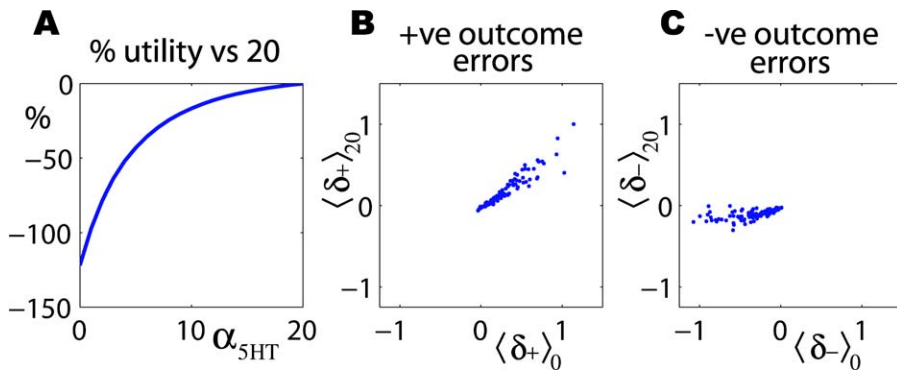 A
% utility vs 20
0
%
−50
−100
−150
0
10
20
α5HT
B
+ve outcome
errors
1
0
−1
⟨δ+⟩20
−1
0
1
⟨δ+⟩0
C
-ve outcome
errors
1
0
−1
⟨δ−⟩20
−1
0
1
⟨δ−⟩0